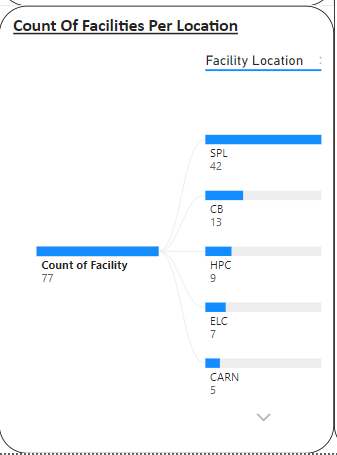 Count Of Facilities Per Location
Facility Location
SPL
42
CB
13
Count of Facility
77
HPC
9
ELC
7
CARN
5